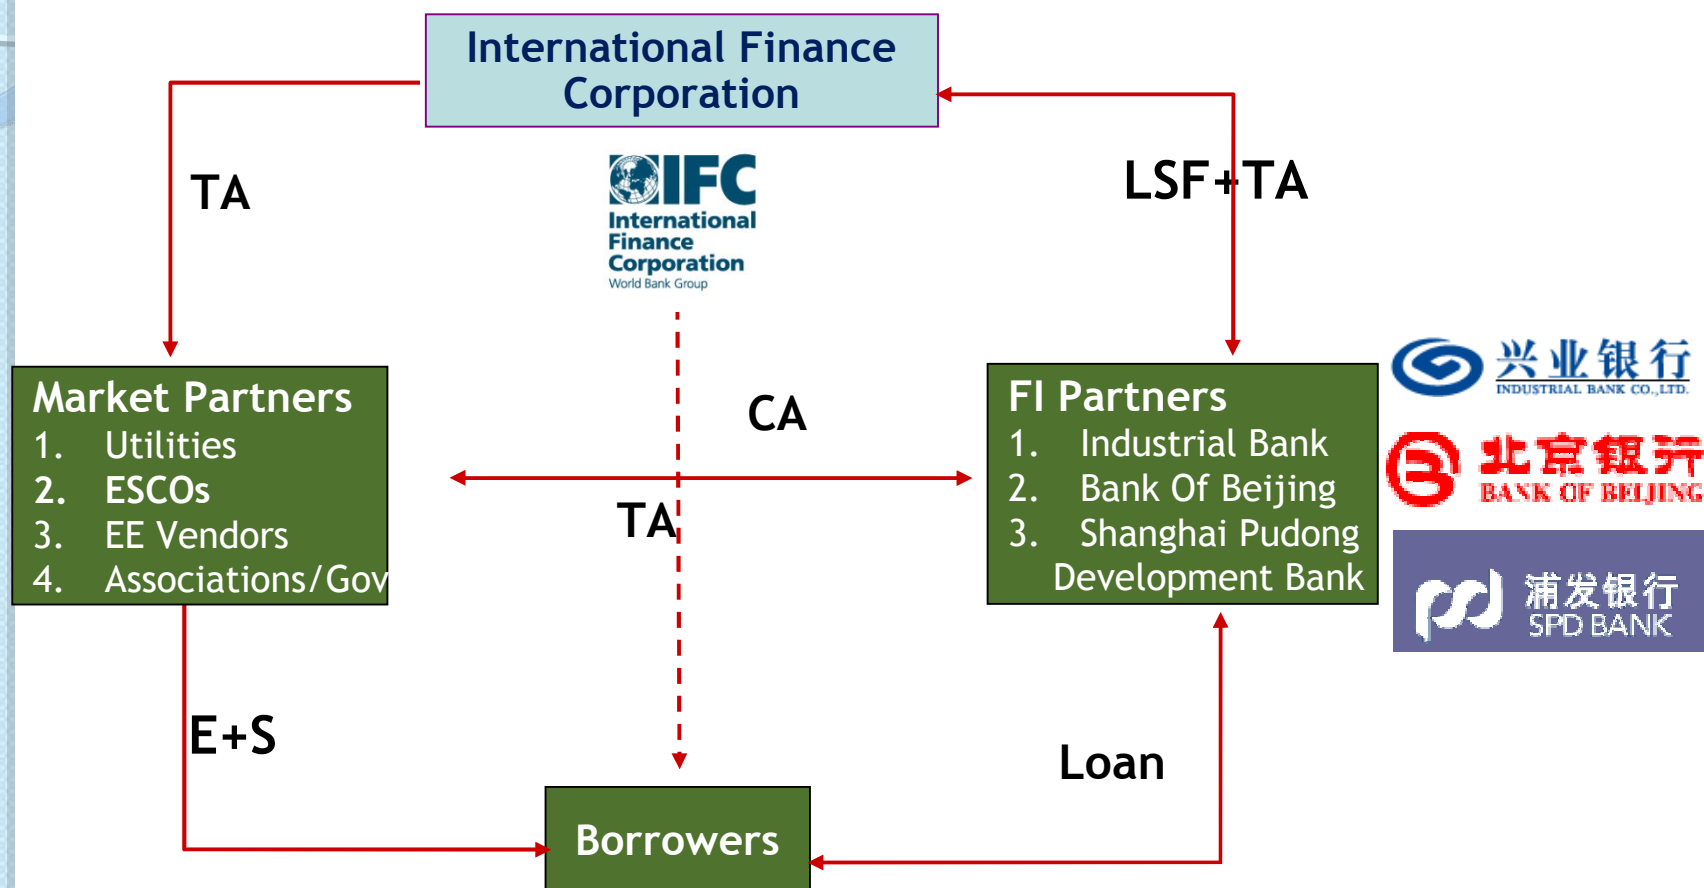 International Finance
Corporation
TA
LSF+TA
IFC
International
Finance
Corporation
World Bank Group
Market Partners
1. Utilities
2. ESCOs
3. EE Vendors
4. Associations/Gov
CA
TA
FI Partners
1. Industrial Bank
2. Bank Of Beijing
3. Shanghai Pudong
Development Bank
兴业银行
INDUSTRIAL BANK CO.,LTD.
北京银行
BANK OF BEIJING
浦发银行
SPD BANK
E+S
Loan
Borrowers